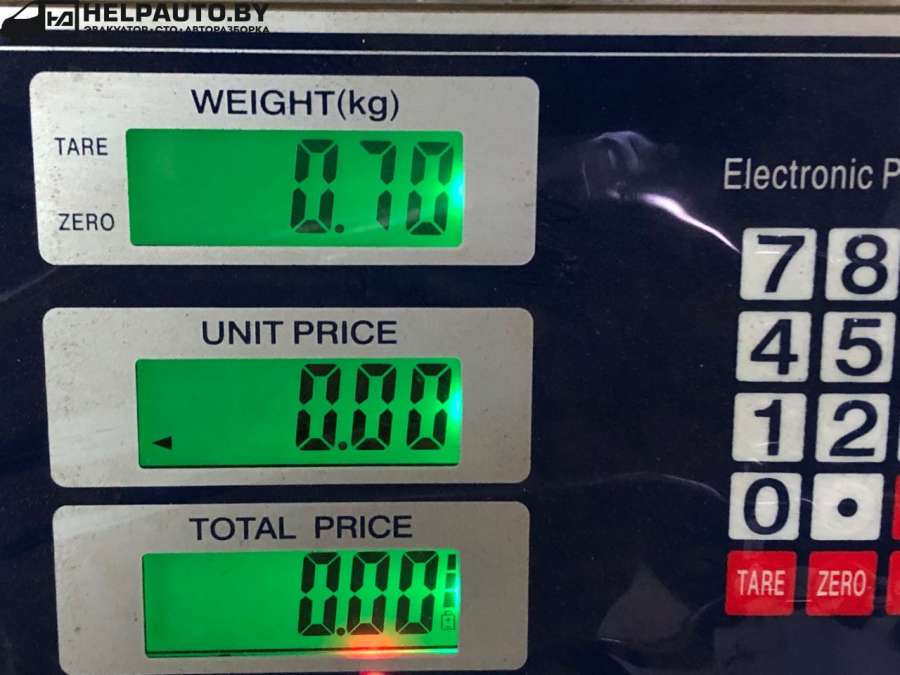 HELPAUTO.BY
ЭВАКУАТОР • СТО • АВТОРАЗБОРКА
WEIGHT(kg)
TARE
0.70
ZERO
Electronic P
UNIT PRICE
0.00
TOTAL PRICE
0.00
7 8
4 5
1 2
0 •
TARE ZERO